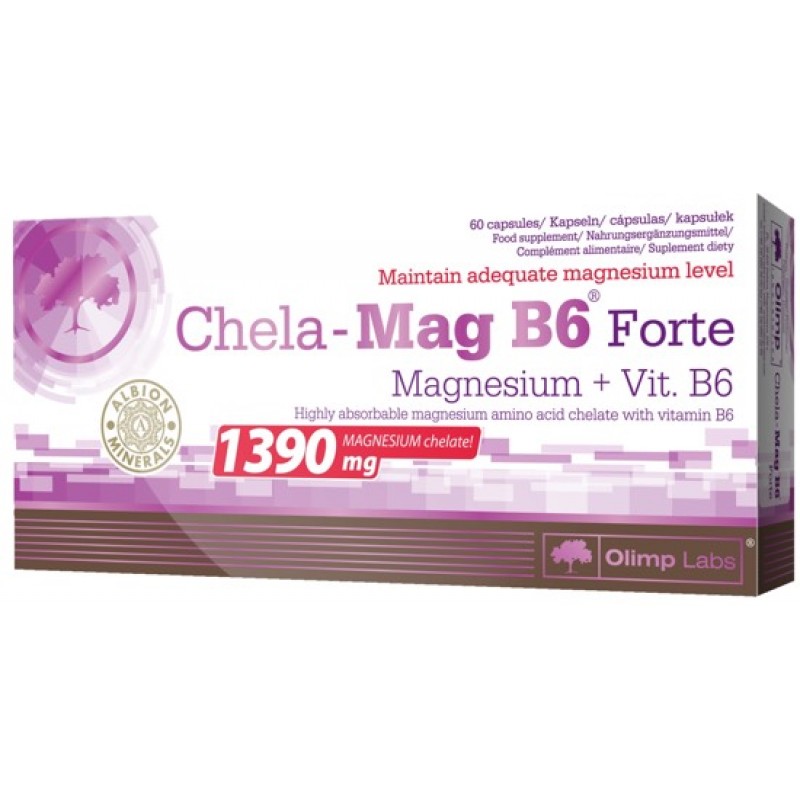 60 capsules/ Kapseln/ cápsulas/ kapsułek
Food supplement/ Nahrungsergänzungsmittel/
Complément alimentaire/ Suplement diety
Maintain adequate magnesium level
Chela-Mag B6® Forte
Magnesium + Vit. B6
Highly absorbable magnesium amino acid chelate with vitamin B6
ALBION
A
MINERALS
1390 mg MAGNESIUM chelate!
Olimp Labs®
Olimp
Chela-Mag B6
Forte